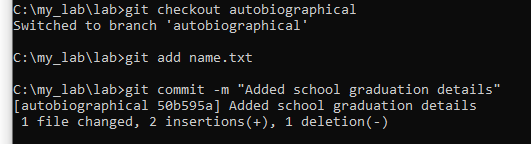 C:\my_lab\lab>git checkout autobiographical
Switched to branch 'autobiographical'
C:\my_lab\lab>git add name.txt
C:\my_lab\lab>git commit -m "Added school graduation details"
[autobiographical 50b595a] Added school graduation details
1 file changed, 2 insertions(+), 1 deletion(-)